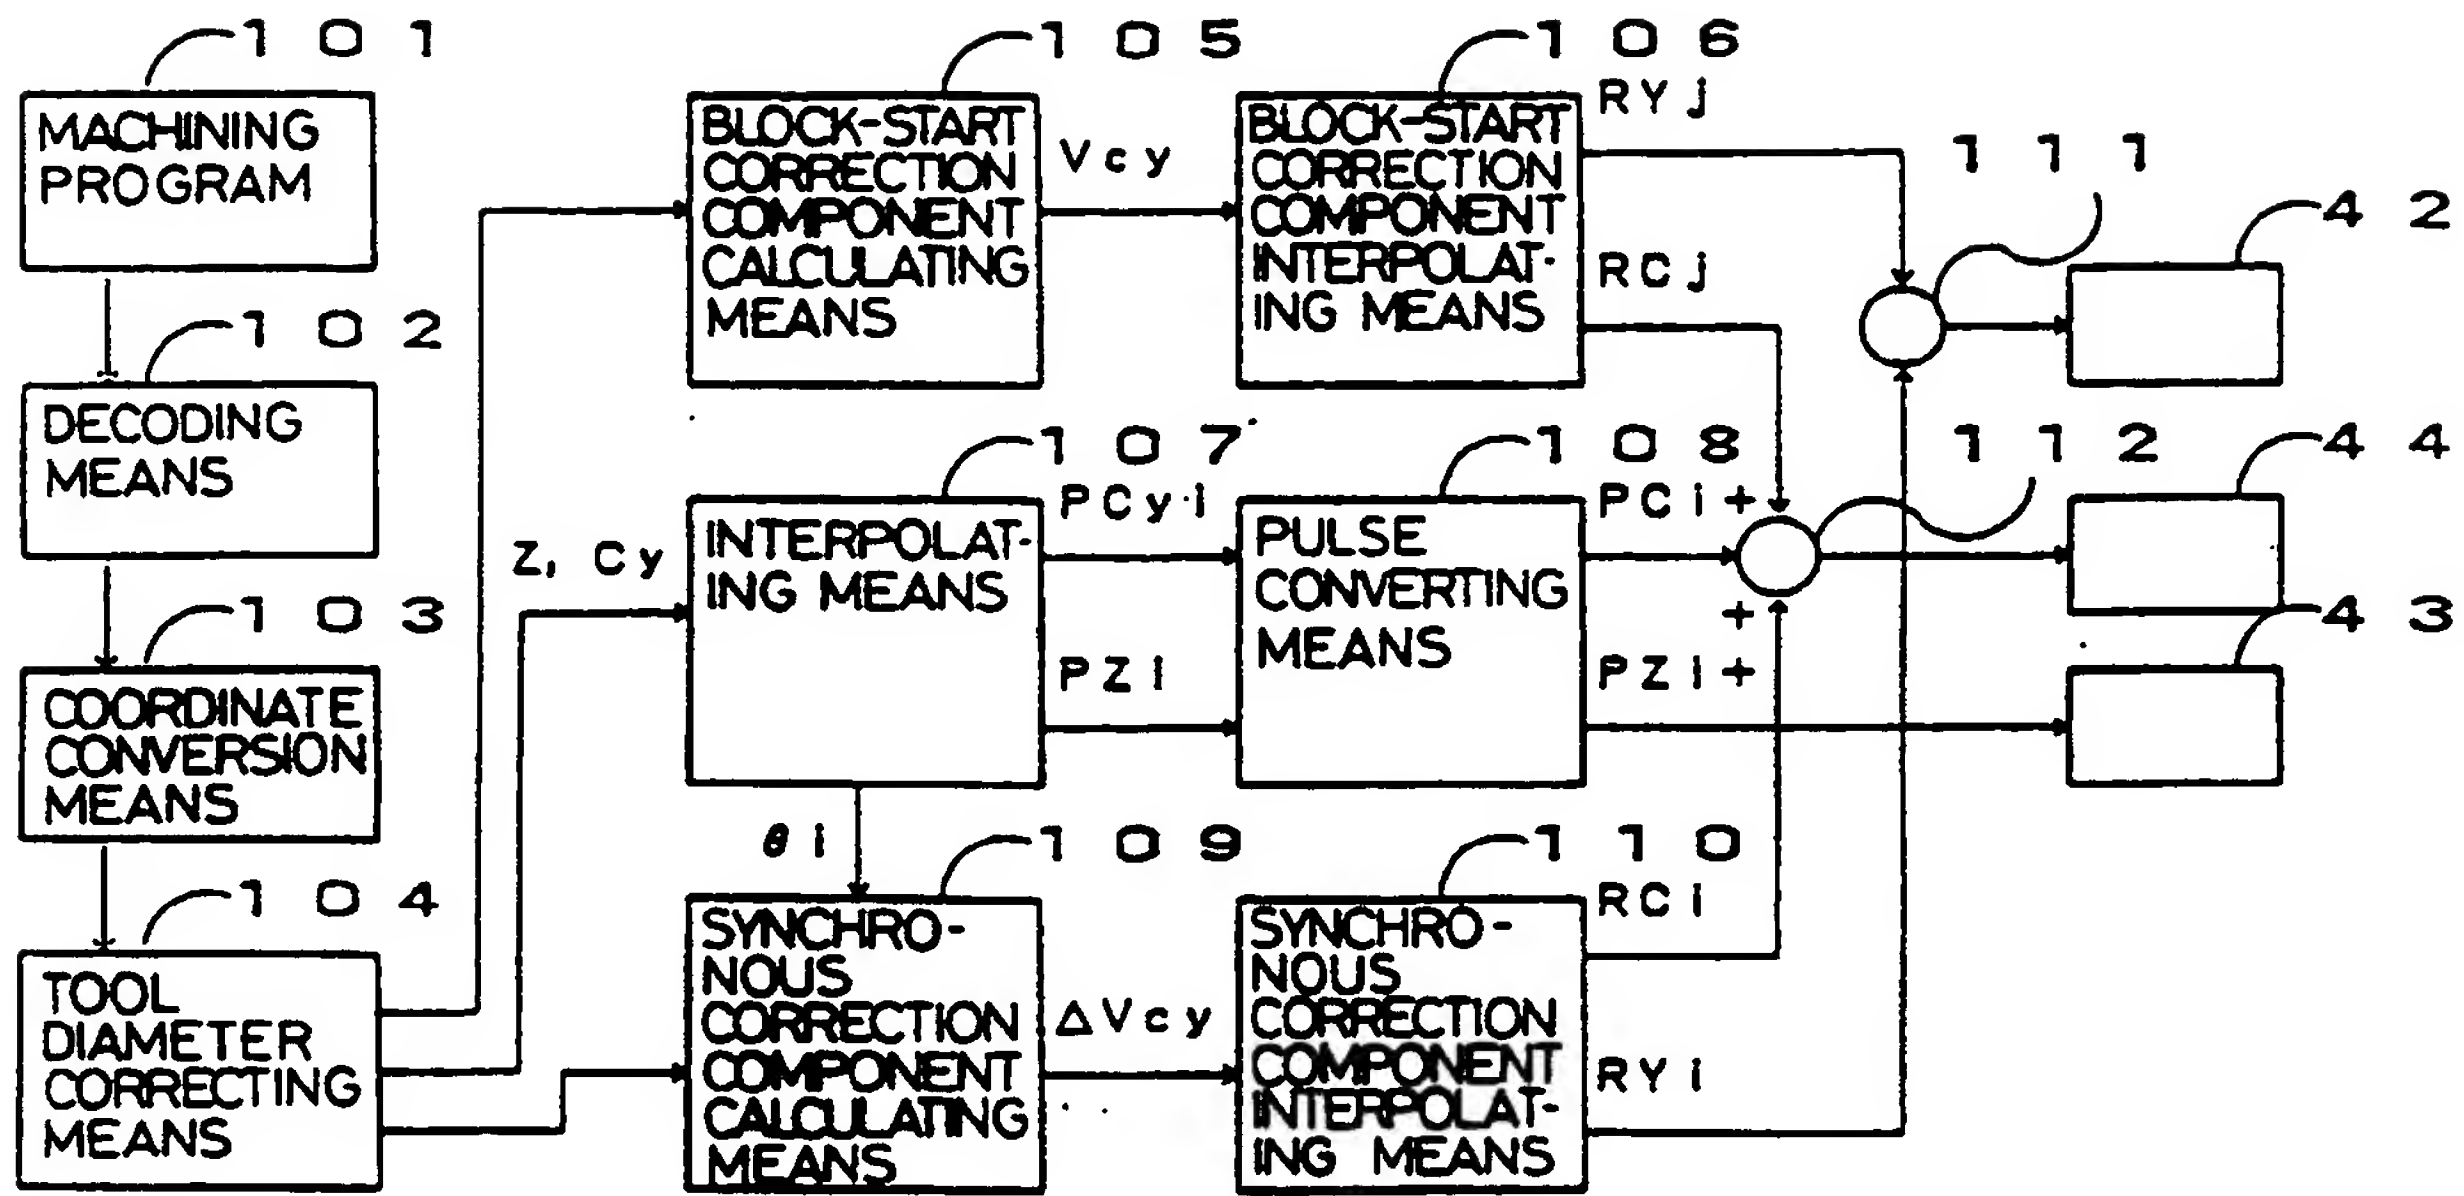 101
MACHINING
PROGRAM
102
DECODING
MEANS
103
COORDINATE
CONVERSION
MEANS
104
TOOL
DIAMETER
CORRECTING
MEANS
105
BLOCK-START
CORRECTION
COMPONENT
CALCULATING
MEANS
Vcy
106
BLOCK-START
CORRECTION
COMPONENT
INTERPOLAT-
ING MEANS
RYj
RCj
111
42
Z, Cy
107
INTERPOLAT-
ING MEANS
PCyi
PZi
108
PULSE
CONVERTING
MEANS
PCi+
+
PZi+
112
44
43
θi
109
SYNCHRO-
NOUS
CORRECTION
COMPONENT
CALCULATING
MEANS
ΔVcy
110
SYNCHRO-
NOUS
CORRECTION
COMPONENT
INTERPOLAT-
ING MEANS
RCi
RYi